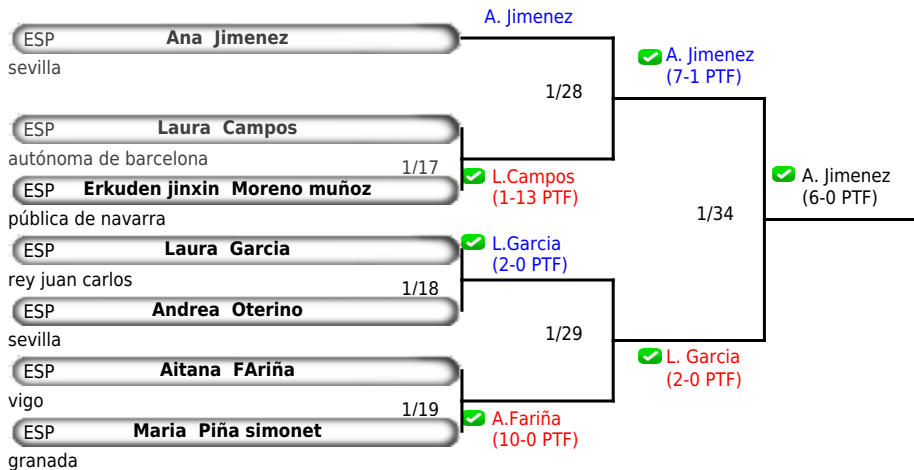 A. Jimenez
ESP Ana Jimenez
sevilla
A. Jimenez
(7-1 PTF)
1/28
ESP Laura Campos
autónoma de barcelona
1/17
L.Campos
(1-13 PTF)
ESP Erkuden jinxin Moreno muñoz
pública de navarra
A. Jimenez
(6-0 PTF)
1/34
ESP Laura Garcia
rey juan carlos
L.Garcia
(2-0 PTF)
1/18
ESP Andrea Oterino
sevilla
1/29
L. Garcia
(2-0 PTF)
ESP Aitana FAriña
vigo
1/19
A.Fariña
(10-0 PTF)
ESP Maria Piña simonet
granada